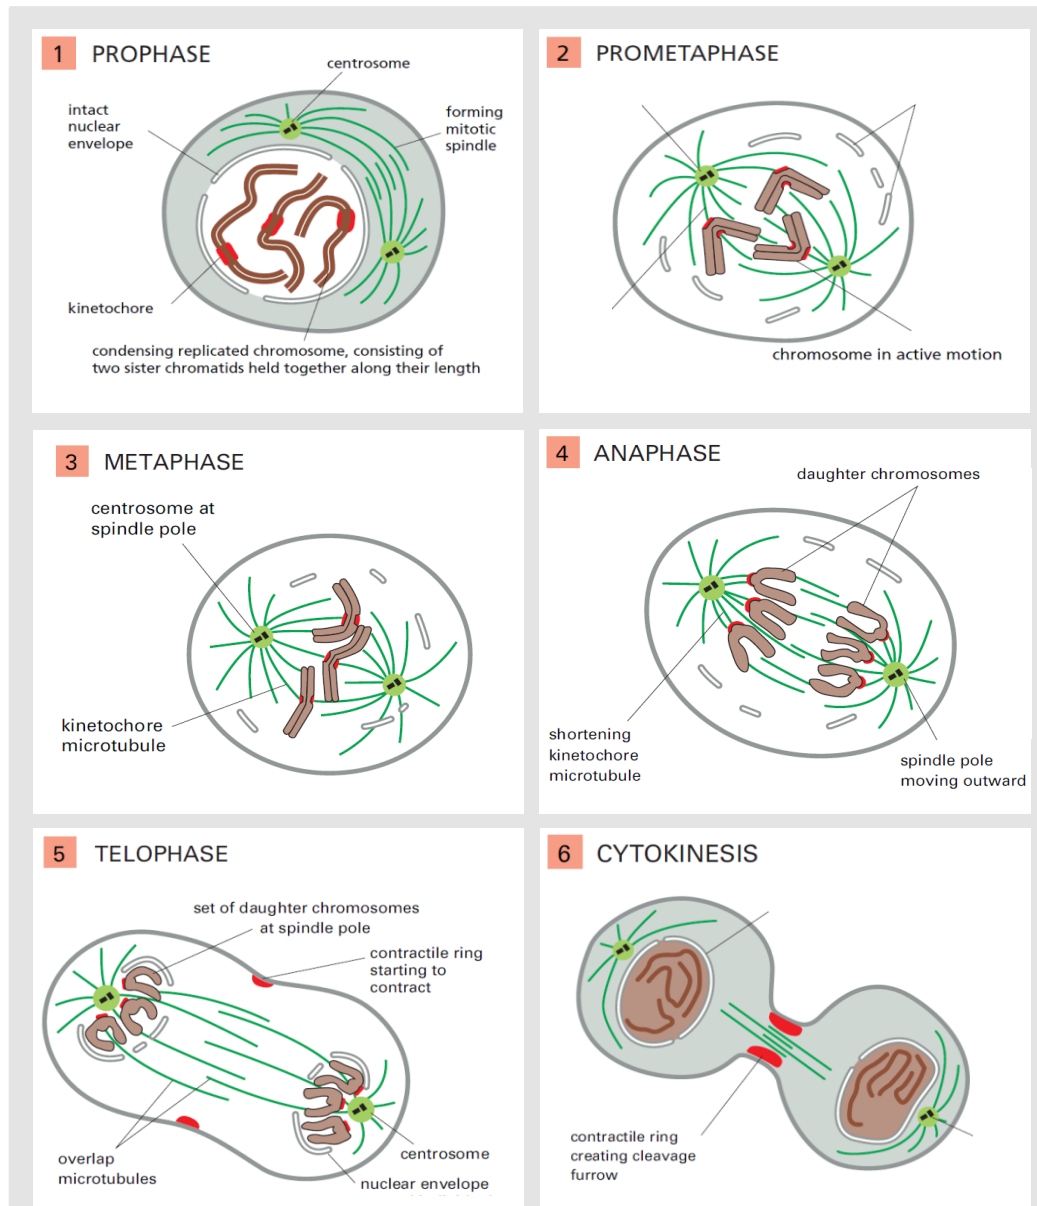 1 PROPHASE
centrosome
intact
nuclear
envelope
forming
mitotic
spindle
kinetochore
condensing replicated chromosome, consisting of
two sister chromatids held together along their length
2 PROMETAPHASE
chromosome in active motion
3 METAPHASE
centrosome at
spindle pole
kinetochore
microtubule
4 ANAPHASE
daughter chromosomes
shortening
kinetochore
microtubule
spindle pole
moving outward
5 TELOPHASE
set of daughter chromosomes
at spindle pole
contractile ring
starting to
contract
overlap
microtubules
centrosome
nuclear envelope
6 CYTOKINESIS
contractile ring
creating cleavage
furrow